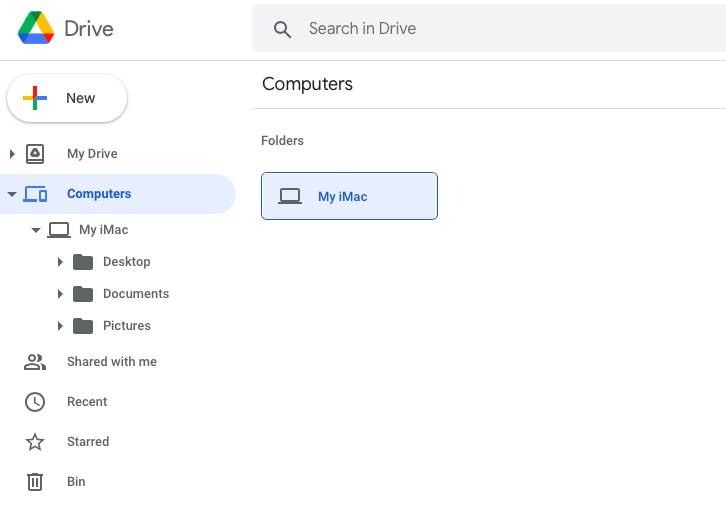 Drive
Search in Drive
New
My Drive
Computers
My iMac
Desktop
Documents
Pictures
Shared with me
Recent
Starred
Bin
Computers
Folders
My iMac